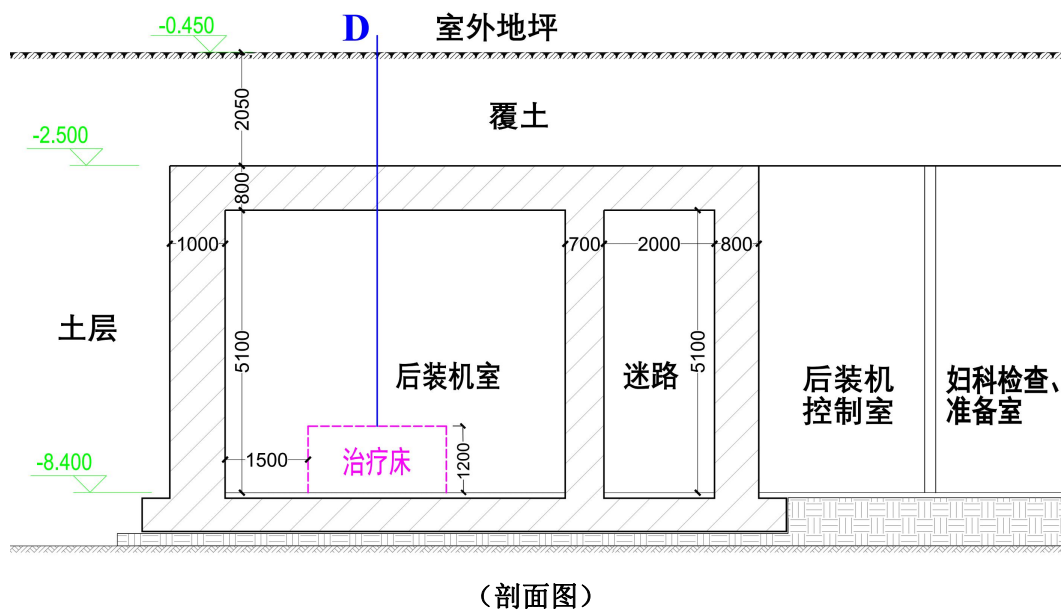 -0.450
D
室外地坪
2050
覆土
-2.500
800
1000
700
2000
800
土层
5100
后装机室
迷路
5100
后装机
控制室
妇科检查、
准备室
-8.400
1500
治疗床
1200
（剖面图）